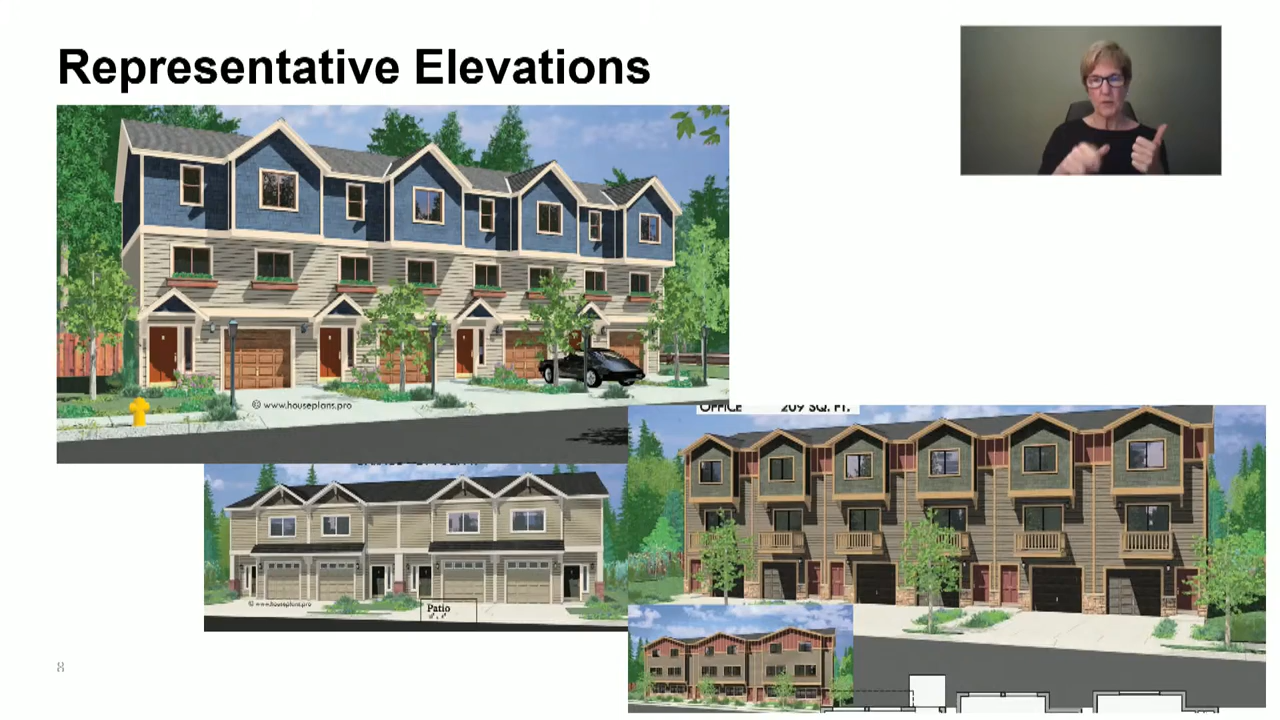 Representative Elevations
© www.houseplans.pro
OFFICE 209 SQ. FT.
© www.houseplans.pro
Patio
8